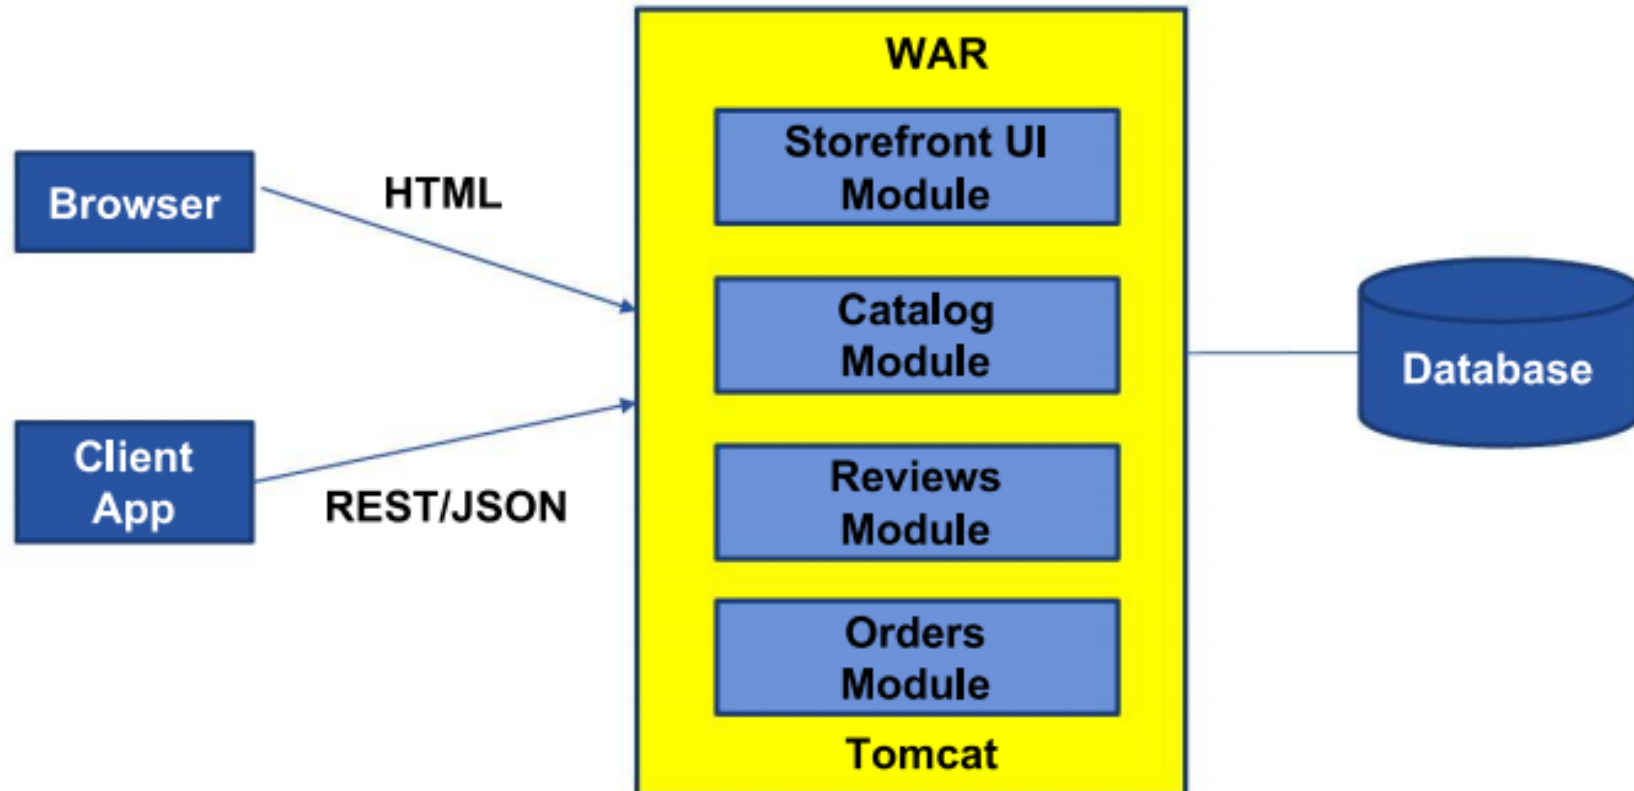 WAR
Storefront UI
Module
Browser
HTML
Catalog
Module
Database
Client
App
REST/JSON
Reviews
Module
Orders
Module
Tomcat